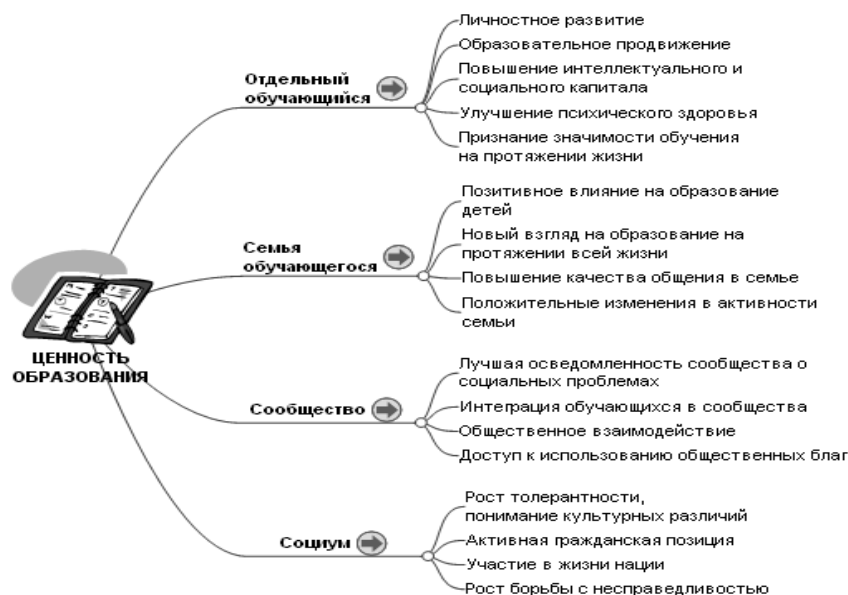 ЦЕННОСТЬ
ОБРАЗОВАНИЯ
Отдельный
обучающийся
Личностное развитие
Образовательное продвижение
Повышение интеллектуального и
социального капитала
Улучшение психического здоровья
Признание значимости обучения
на протяжении жизни
Семья
обучающегося
Позитивное влияние на образование
детей
Новый взгляд на образование на
протяжении всей жизни
Повышение качества общения в семье
Положительные изменения в активности
семьи
Сообщество
Лучшая осведомленность сообщества о
социальных проблемах
Интеграция обучающихся в сообщества
Общественное взаимодействие
Доступ к использованию общественных благ
Социум
Рост толерантности,
понимание культурных различий
Активная гражданская позиция
Участие в жизни нации
Рост борьбы с несправедливостью